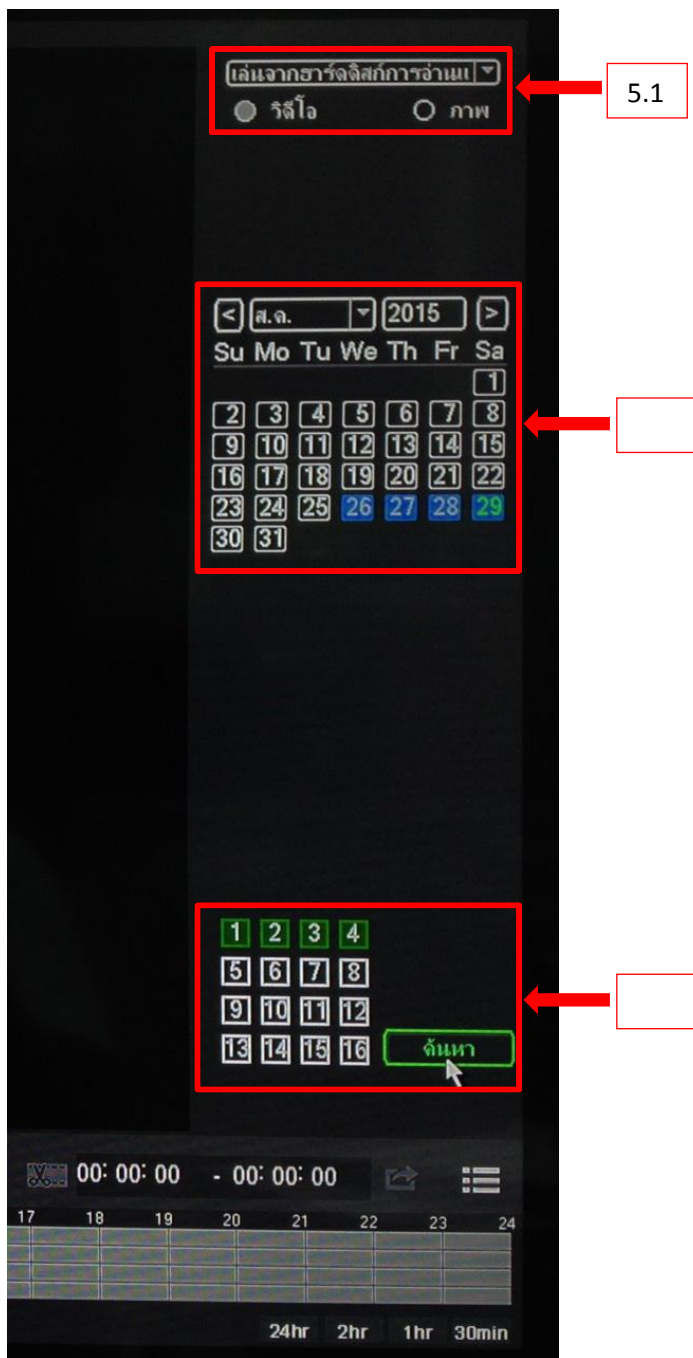 เล่นจากฮาร์ดดิสก์การอ่านแ
วิดีโอ ภาพ
5.1
< ส.ค. 2015 >
Su Mo Tu We Th Fr Sa
1
2 3 4 5 6 7 8
9 10 11 12 13 14 15
16 17 18 19 20 21 22
23 24 25 26 27 28 29
30 31
1 2 3 4
5 6 7 8
9 10 11 12
13 14 15 16 ค้นหา
00: 00: 00 - 00: 00: 00
17 18 19 20 21 22 23 24
24hr 2hr 1hr 30min